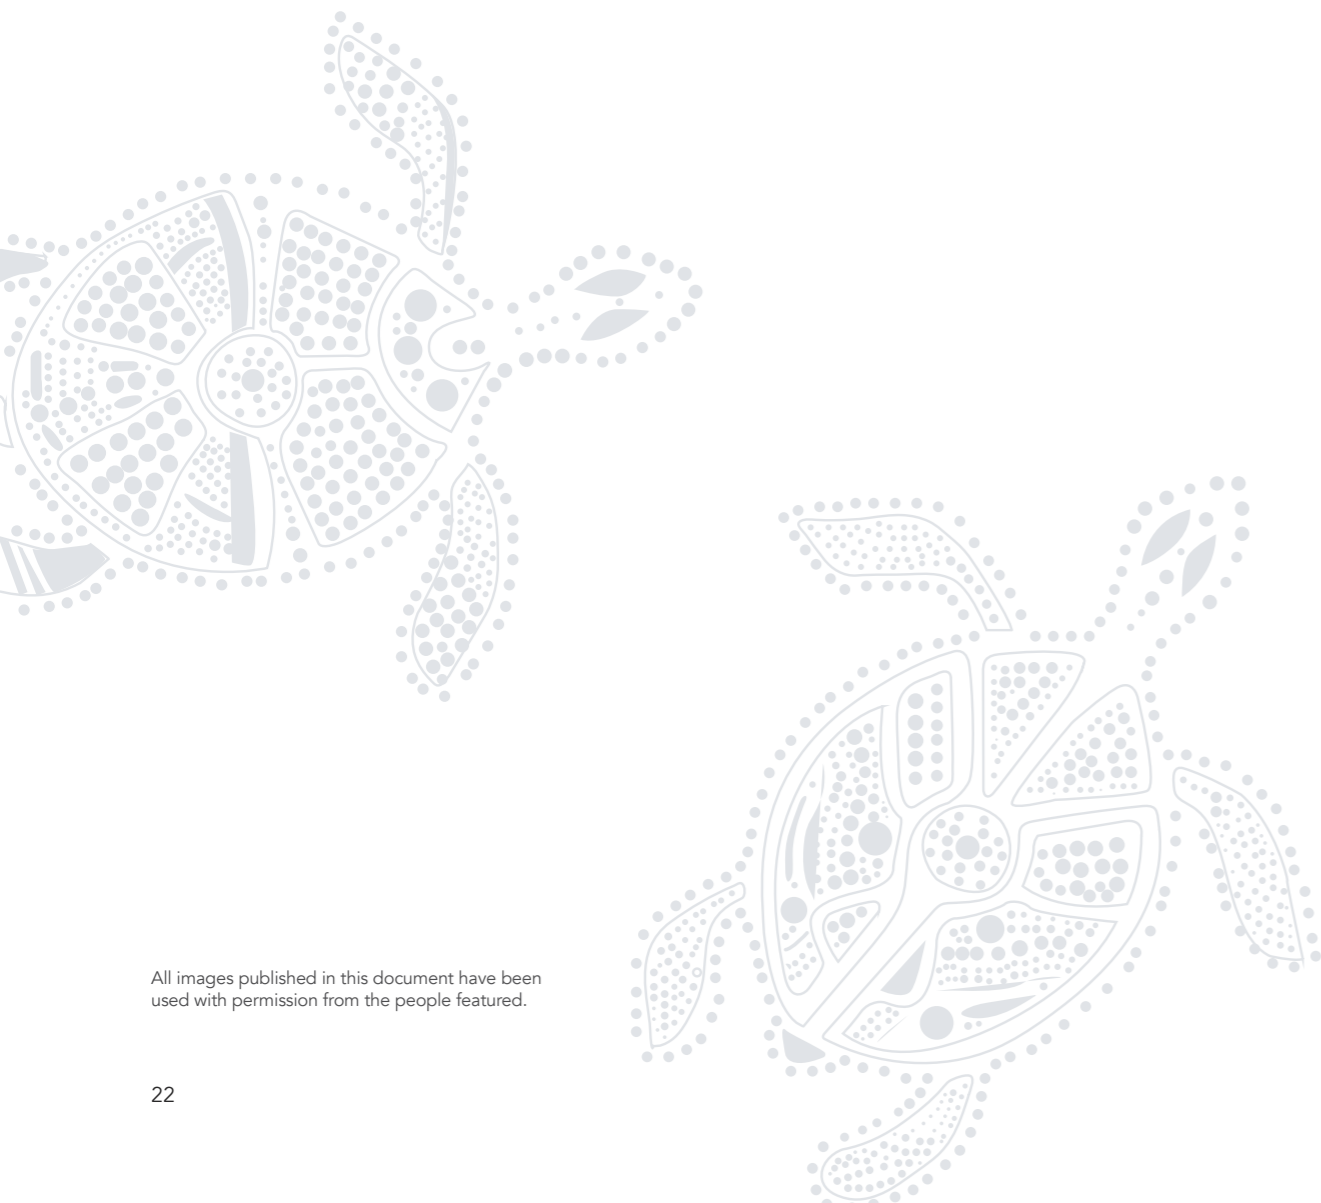 All images published in this document have been
used with permission from the people featured.
22